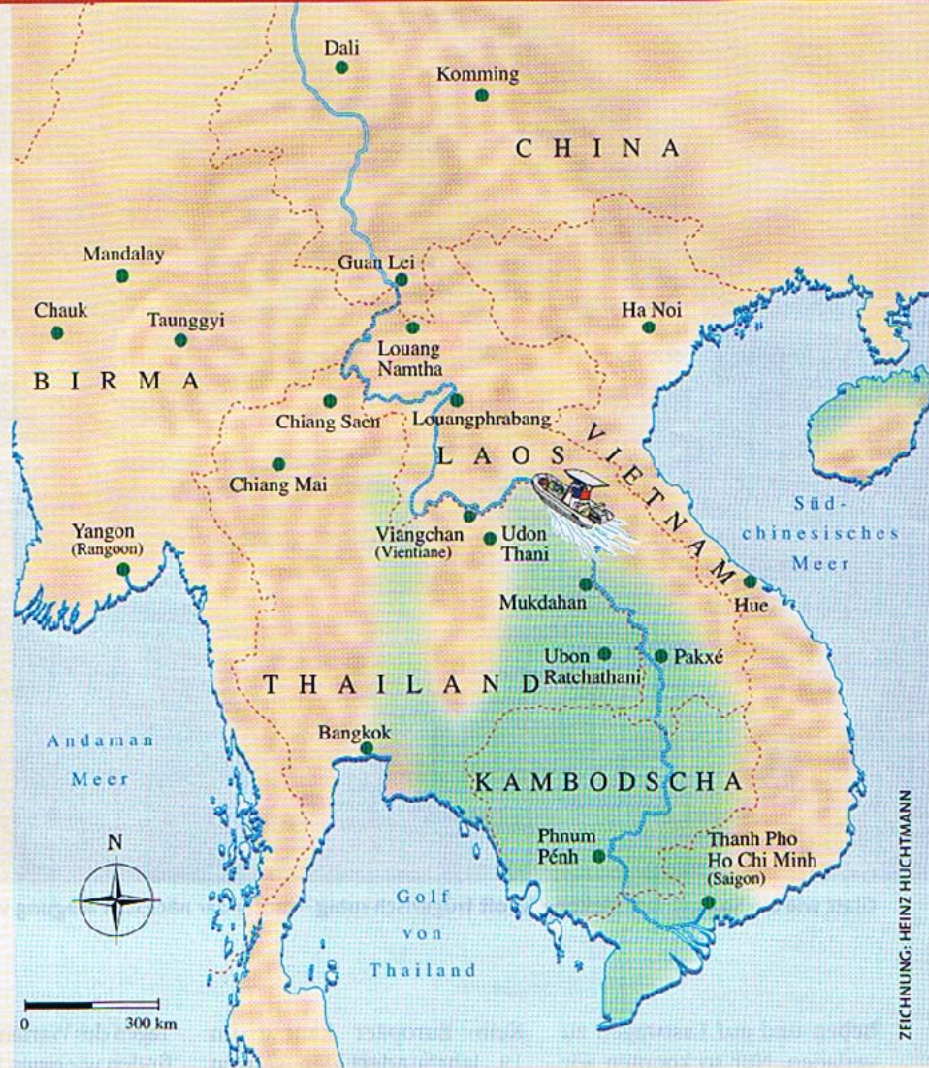 Dali
Komming
C H I N A
Mandalay
Guan Lei
Chauk
Taunggyi
Ha Noi
Louang
Namtha
B I R M A
Chiang Saen
Louangphrabang
L A O S
V I E T N A M
Chiang Mai
Süd-
chinesisches
Meer
Yangon
(Rangoon)
Viangchan
(Vientiane)
Udon
Thani
Mukdahan
Hue
Ubon
Ratchathani
Pakxé
T H A I L A N D
Bangkok
Andaman
Meer
K A M B O D S C H A
Phnum
Pénh
Thanh Pho
Ho Chi Minh
(Saigon)
N
Golf
von
Thailand
0 300 km
ZEICHNUNG: HEINZ HUCHTMANN